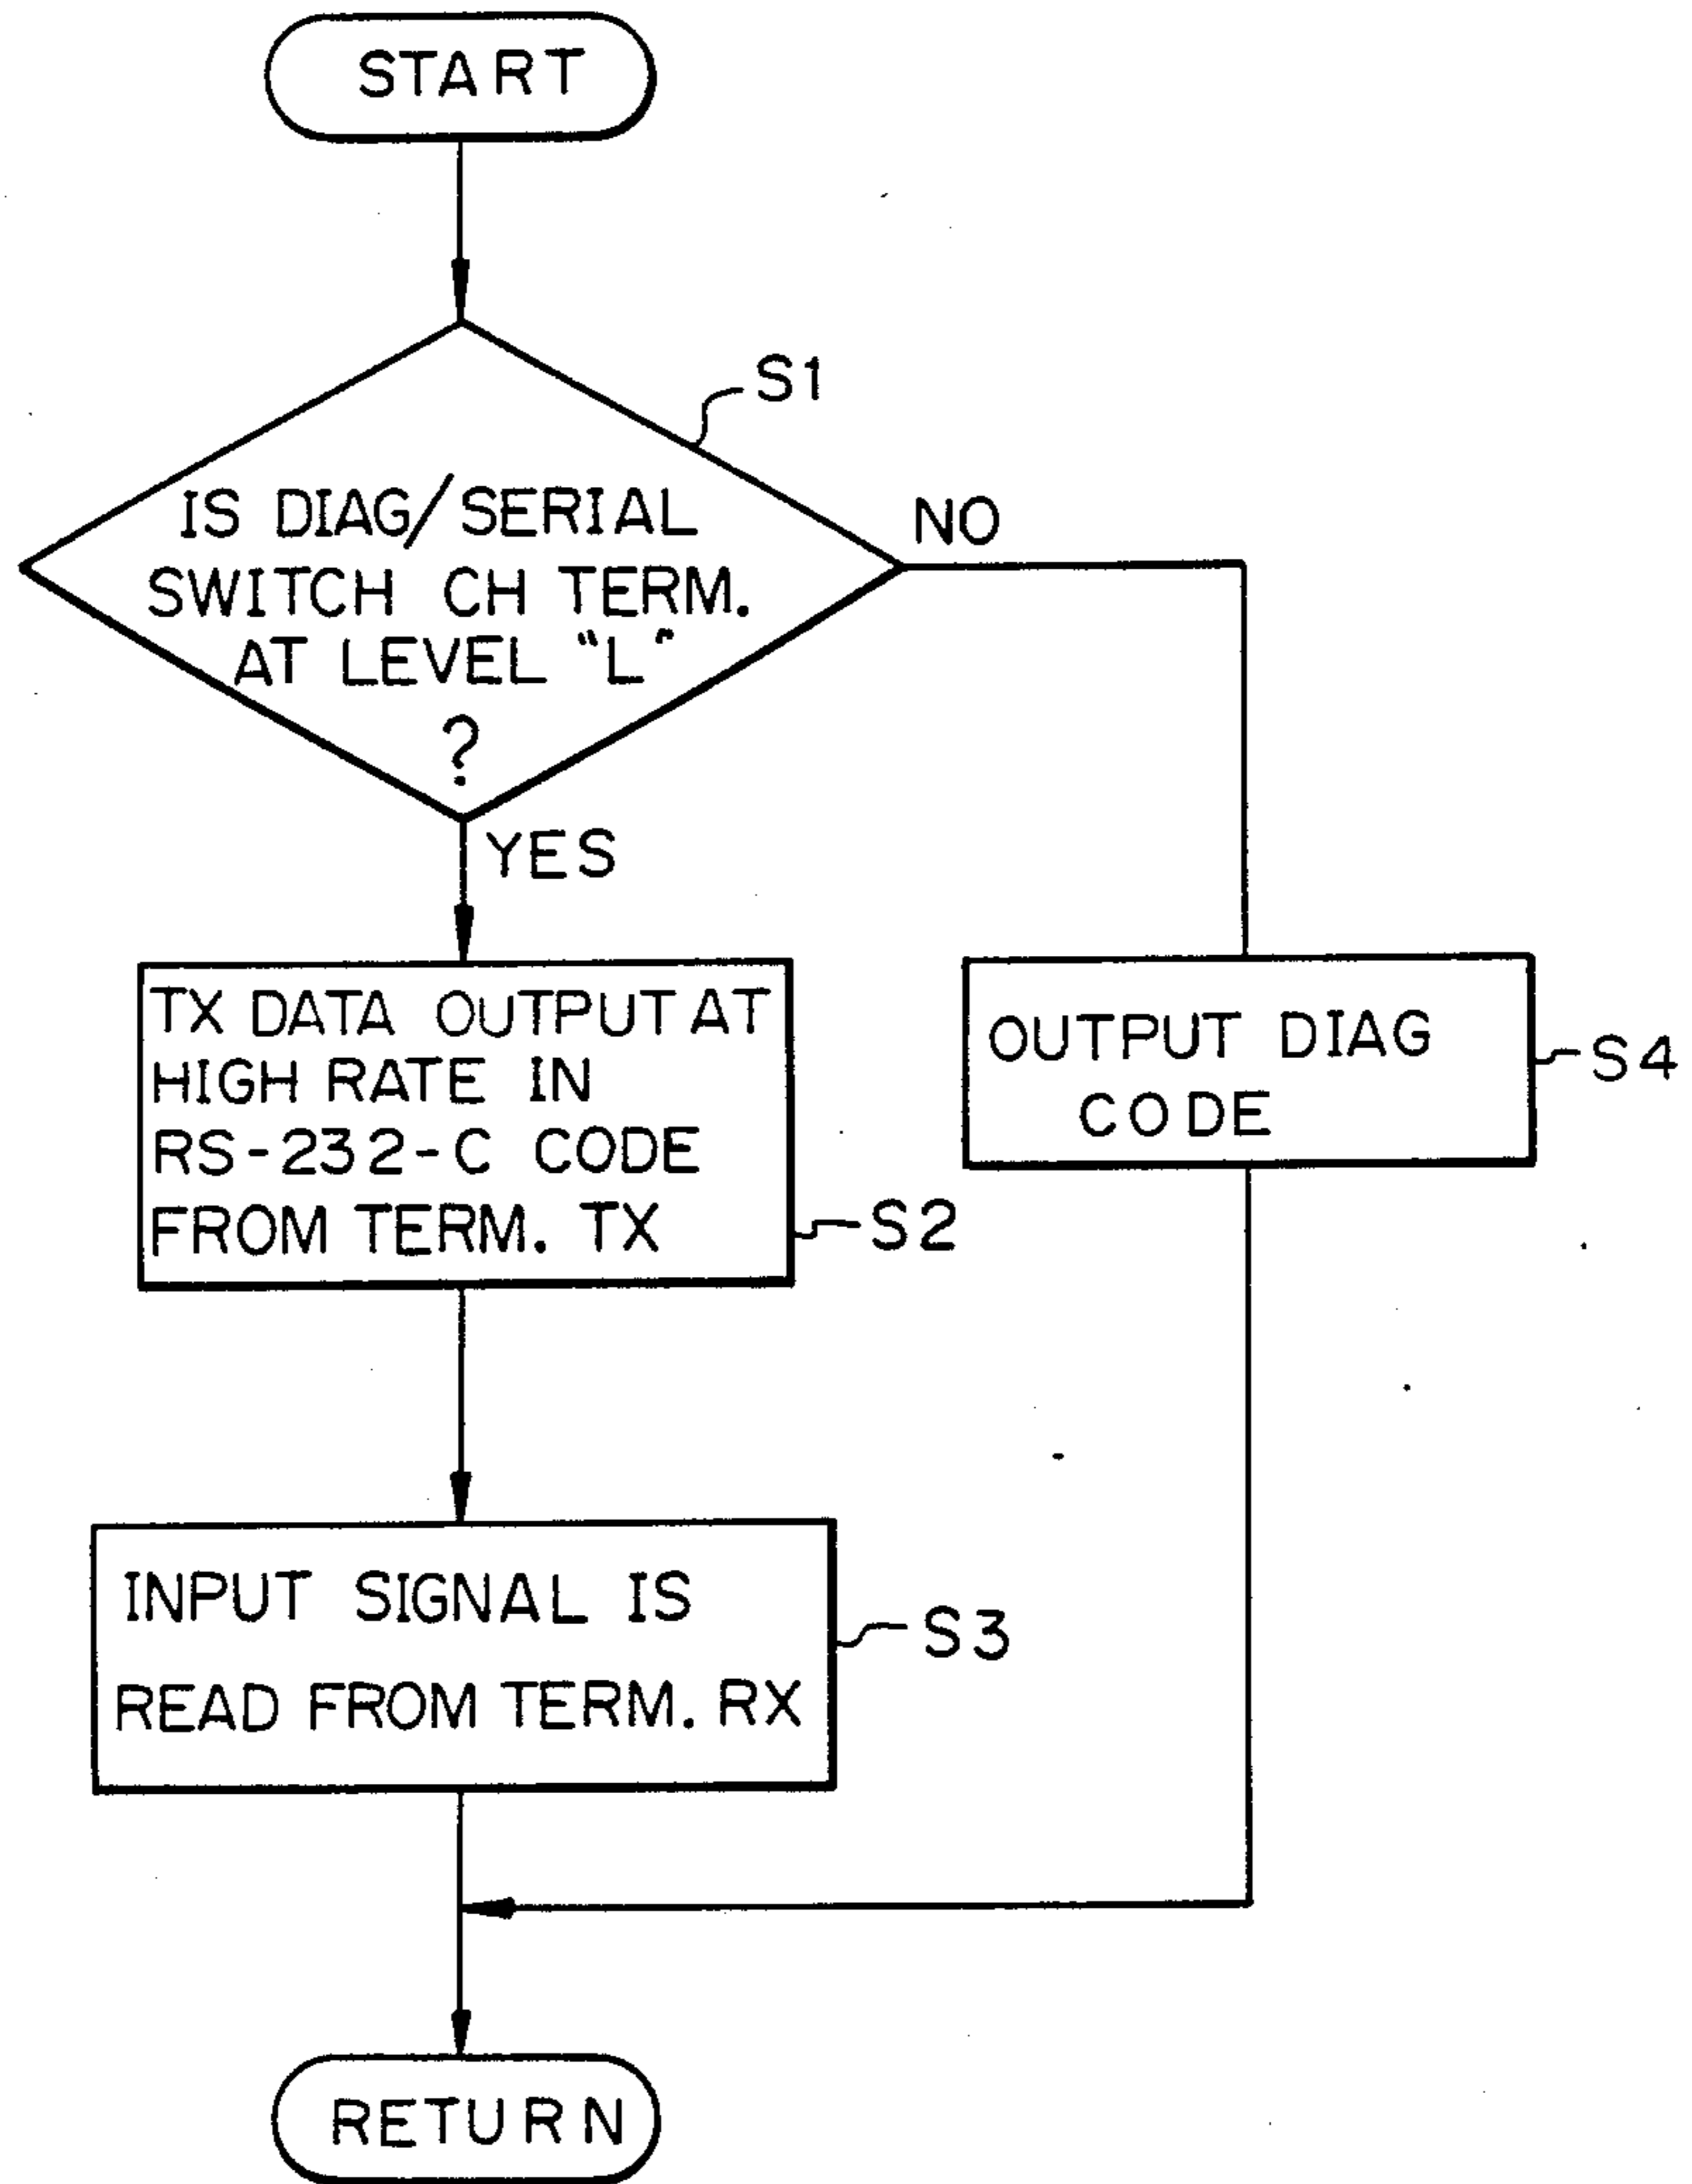 START
S1
IS DIAG/SERIAL
SWITCH CH TERM.
AT LEVEL "L"
?
NO
YES
TX DATA OUTPUT AT
HIGH RATE IN
RS-232-C CODE
FROM TERM. TX
S2
OUTPUT DIAG
CODE
S4
INPUT SIGNAL IS
READ FROM TERM. RX
S3
RETURN